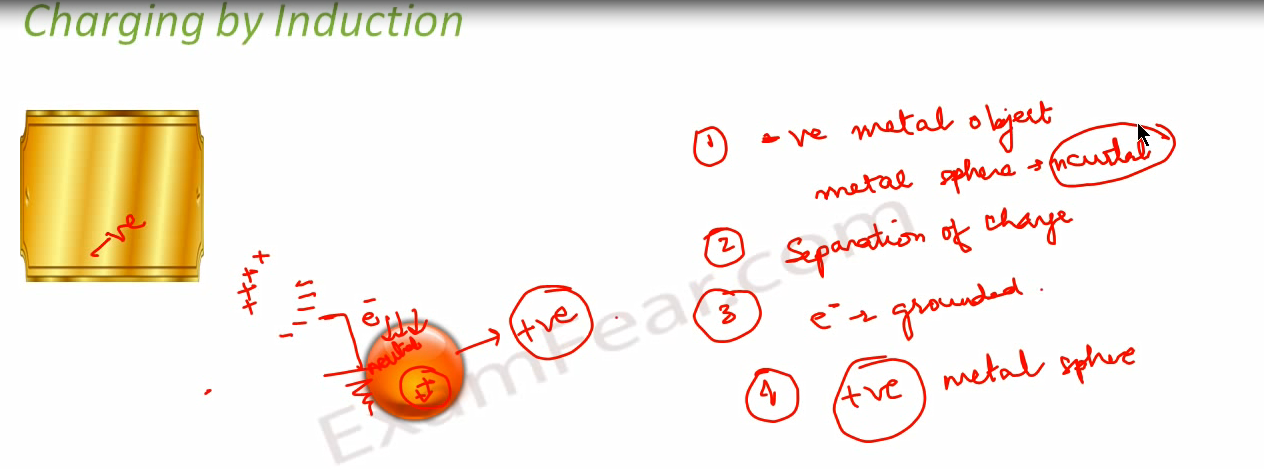 Charging by Induction
-ve
+ + + +
e⁻
neutral
+
+ve
① -ve metal object
metal sphere → neutral
② Separation of charge
③ e⁻ → grounded.
④ +ve metal sphere
ExamFear.com